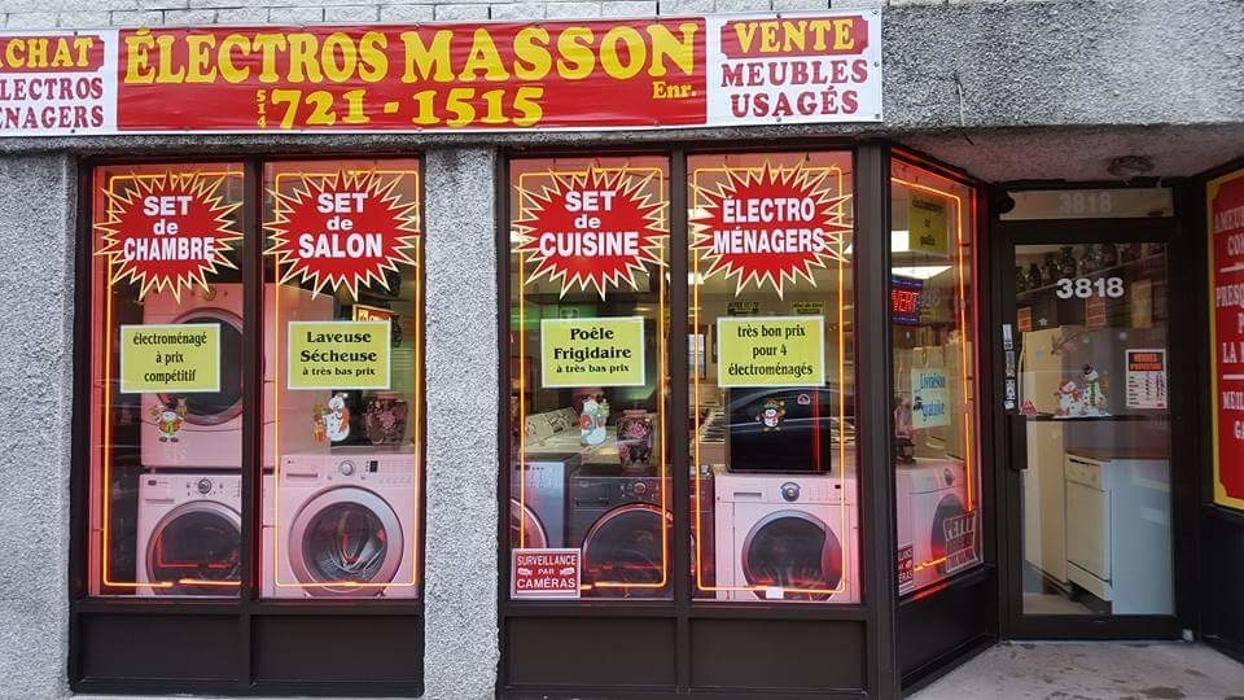 ACHAT
ÉLECTROS MASSON
Enr.
514
721-1515
VENTE
MEUBLES
USAGÉS
SET
de
CHAMBRE
SET
de
SALON
SET
de
CUISINE
ÉLECTRO
MÉNAGERS
électroménagé
à prix
compétitif
Laveuse
Sécheuse
à très bas prix
Poêle
Frigidaire
à très bas prix
très bon prix
pour 4
électroménagés
SURVEILLANCE
PAR
CAMÉRAS
Livraison
gratuite
3818
3818